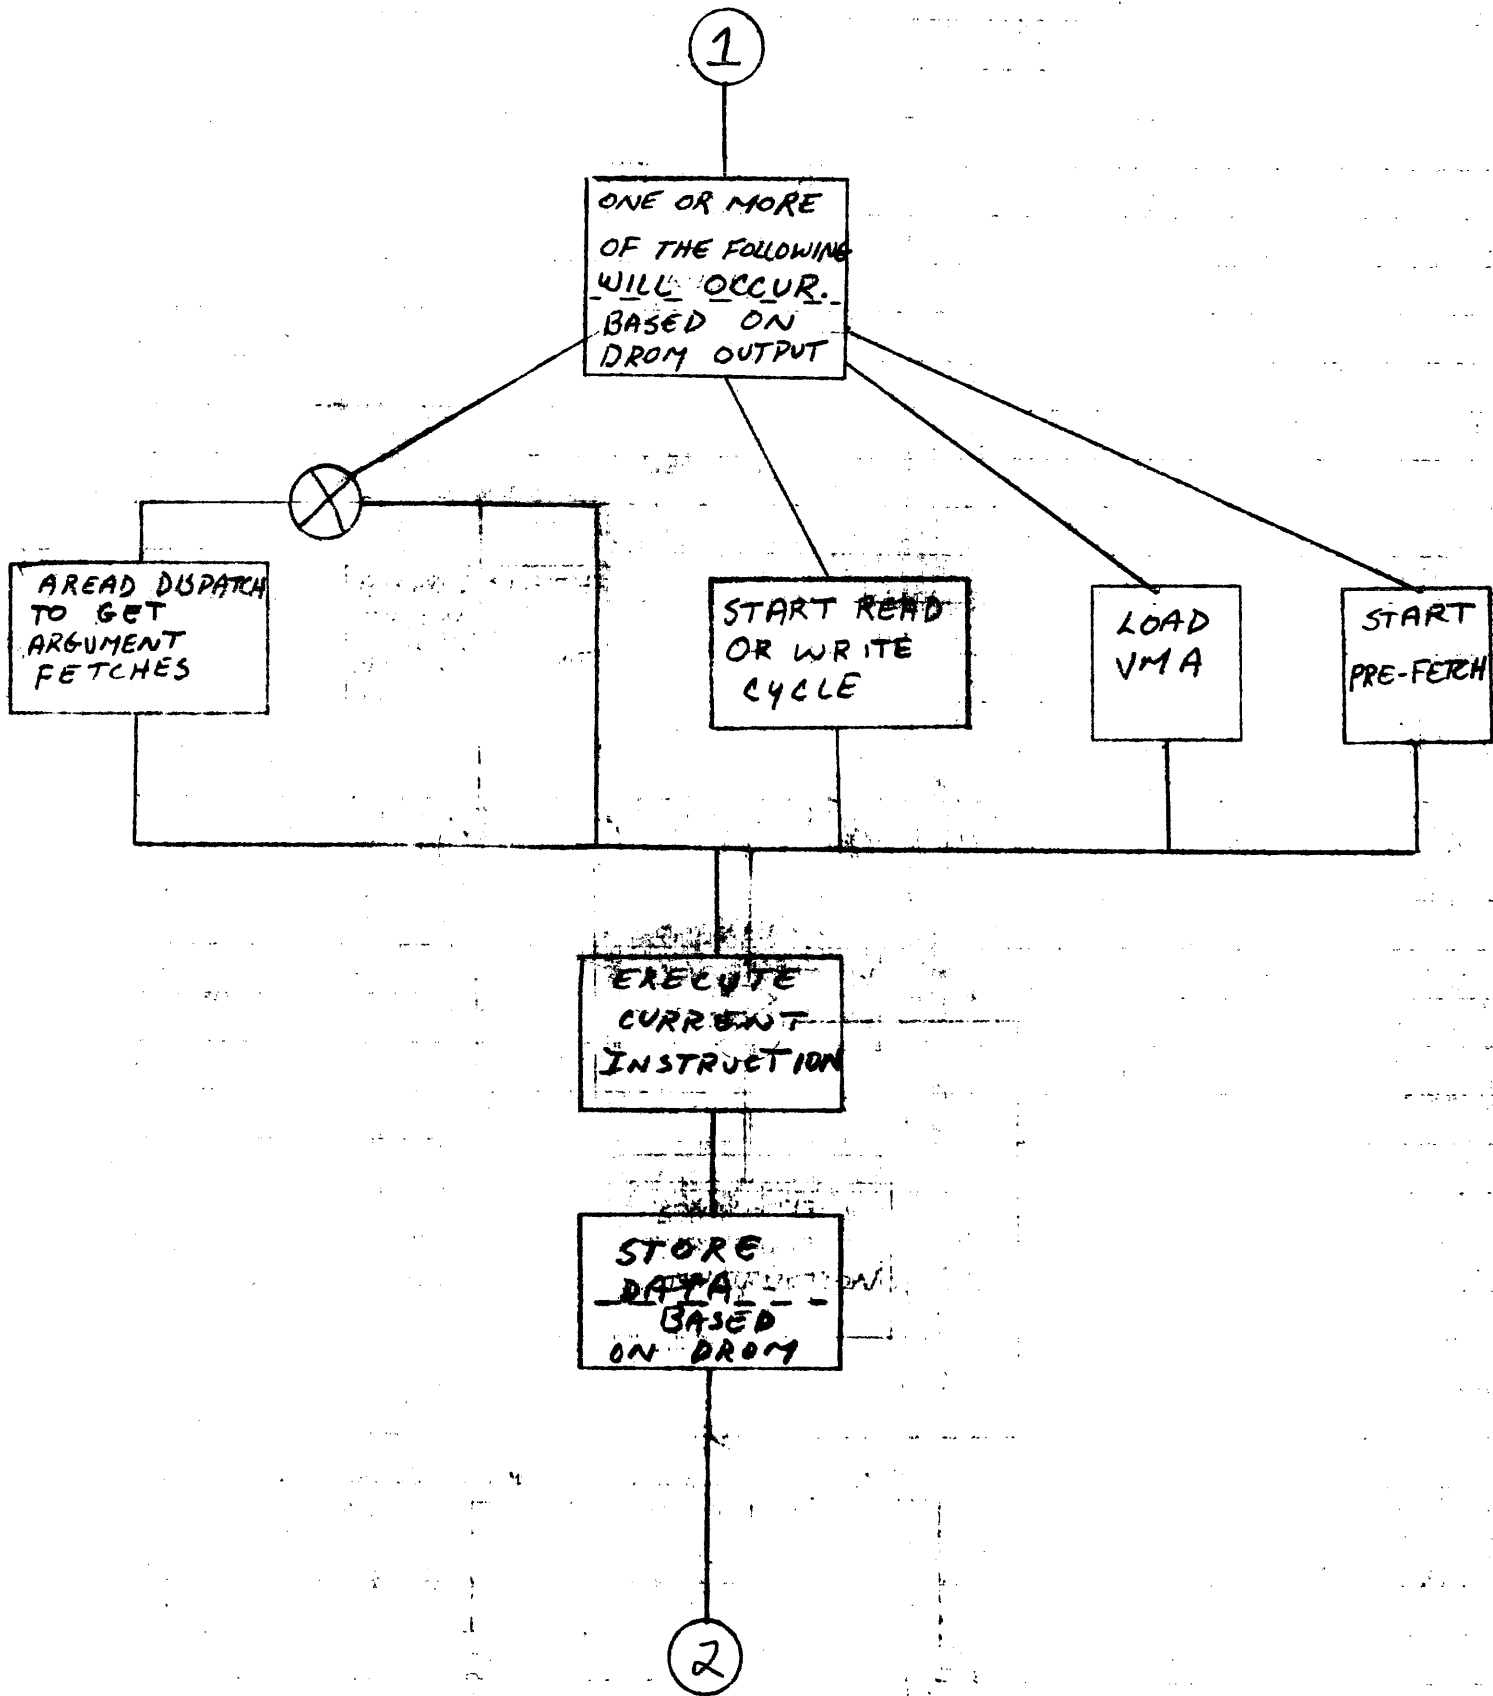 1
ONE OR MORE
OF THE FOLLOWING
WILL OCCUR.
BASED ON
DROM OUTPUT
AREAD DISPATCH
TO GET
ARGUMENT
FETCHES
START READ
OR WRITE
CYCLE
LOAD
VMA
START
PRE-FETCH
EXECUTE
CURRENT
INSTRUCTION
STORE
DATA
BASED
ON DROM
2